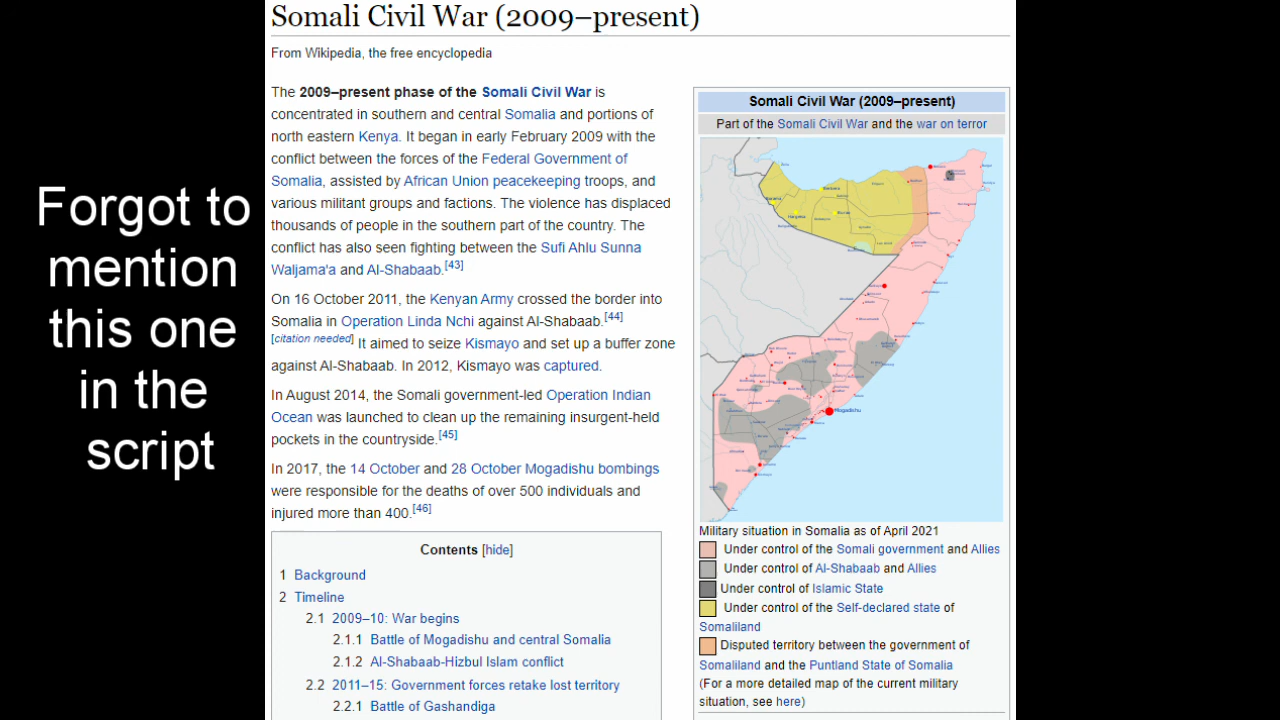 Forgot to
mention
this one
in the
script
Somali Civil War (2009–present)
From Wikipedia, the free encyclopedia
The 2009–present phase of the Somali Civil War is
concentrated in southern and central Somalia and portions of
north eastern Kenya. It began in early February 2009 with the
conflict between the forces of the Federal Government of
Somalia, assisted by African Union peacekeeping troops, and
various militant groups and factions. The violence has displaced
thousands of people in the southern part of the country. The
conflict has also seen fighting between the Sufi Ahlu Sunna
Waljama'a and Al-Shabaab.[43]
On 16 October 2011, the Kenyan Army crossed the border into
Somalia in Operation Linda Nchi against Al-Shabaab.[44]
[citation needed] It aimed to seize Kismayo and set up a buffer zone
against Al-Shabaab. In 2012, Kismayo was captured.
In August 2014, the Somali government-led Operation Indian
Ocean was launched to clean up the remaining insurgent-held
pockets in the countryside.[45]
In 2017, the 14 October and 28 October Mogadishu bombings
were responsible for the deaths of over 500 individuals and
injured more than 400.[46]
Contents [hide]
1 Background
2 Timeline
2.1 2009–10: War begins
2.1.1 Battle of Mogadishu and central Somalia
2.1.2 Al-Shabaab-Hizbul Islam conflict
2.2 2011–15: Government forces retake lost territory
2.2.1 Battle of Gashandiga
Somali Civil War (2009–present)
Part of the Somali Civil War and the war on terror
Mogadishu
Military situation in Somalia as of April 2021
Under control of the Somali government and Allies
Under control of Al-Shabaab and Allies
Under control of Islamic State
Under control of the Self-declared state of
Somaliland
Disputed territory between the government of
Somaliland and the Puntland State of Somalia
(For a more detailed map of the current military
situation, see here)